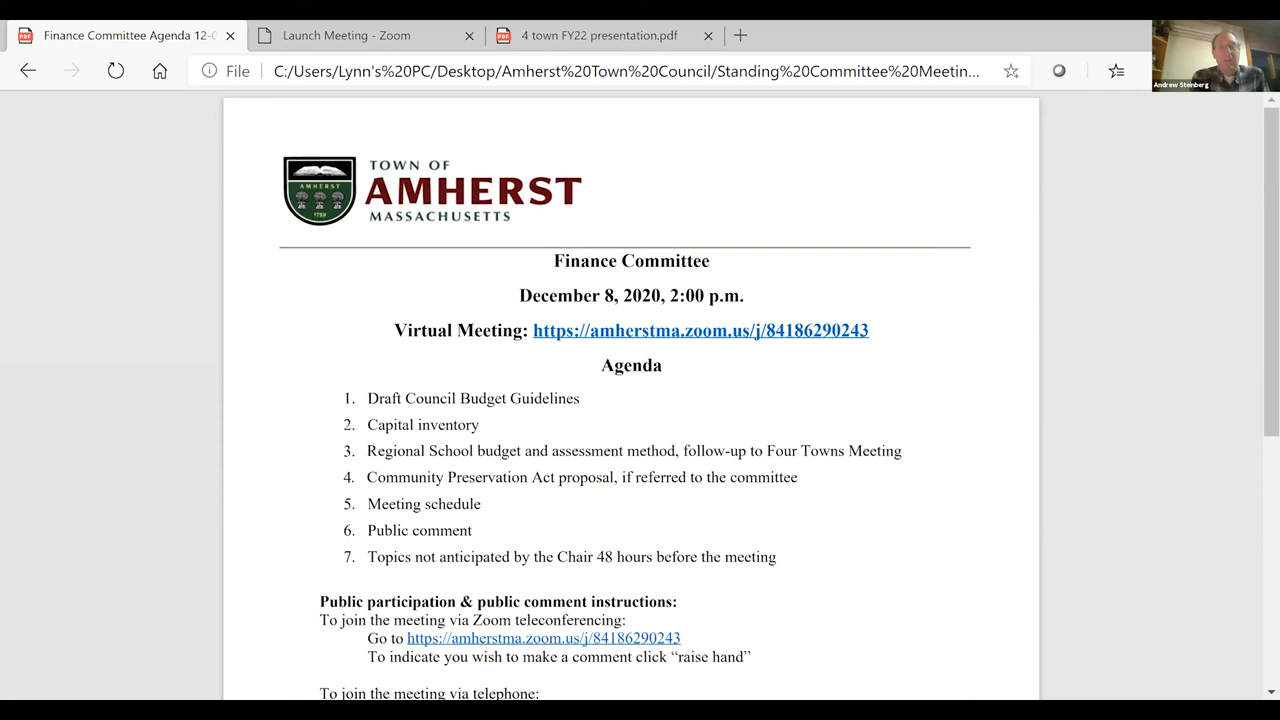 Finance Committee Agenda 12-0
Launch Meeting - Zoom
4 town FY22 presentation.pdf
File
C:/Users/Lynn's%20PC/Desktop/Amherst%20Town%20Council/Standing%20Committee%20Meetin...
Andrew Steinberg
AMHERST
1759
TOWN OF
AMHERST
MASSACHUSETTS
Finance Committee
December 8, 2020, 2:00 p.m.
Virtual Meeting: https://amherstma.zoom.us/j/84186290243
Agenda
1. Draft Council Budget Guidelines
2. Capital inventory
3. Regional School budget and assessment method, follow-up to Four Towns Meeting
4. Community Preservation Act proposal, if referred to the committee
5. Meeting schedule
6. Public comment
7. Topics not anticipated by the Chair 48 hours before the meeting
Public participation & public comment instructions:
To join the meeting via Zoom teleconferencing:
Go to https://amherstma.zoom.us/j/84186290243
To indicate you wish to make a comment click “raise hand”
To join the meeting via telephone: